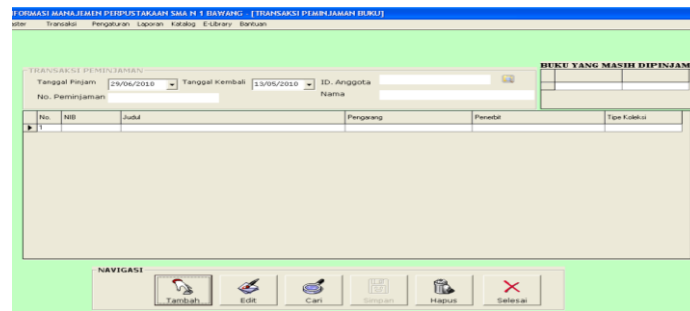 FORMASI MANAJEMEN PERPUSTAKAAN SMA N 1 BAWANG - [TRANSAKSI PEMINJAMAN BUKU]
aster Transaksi Pengaturan Laporan Katalog E-Library Bantuan
BUKU YANG MASIH DIPINJAM
TRANSAKSI PEMINJAMAN
Tanggal Pinjam 29/06/2010 Tanggal Kembali 13/05/2010 ID. Anggota
No. Peminjaman Nama
No. NIB Judul Pengarang Penerbit Tipe Koleksi
1
NAVIGASI
Tambah Edit Cari Simpan Hapus Selesai